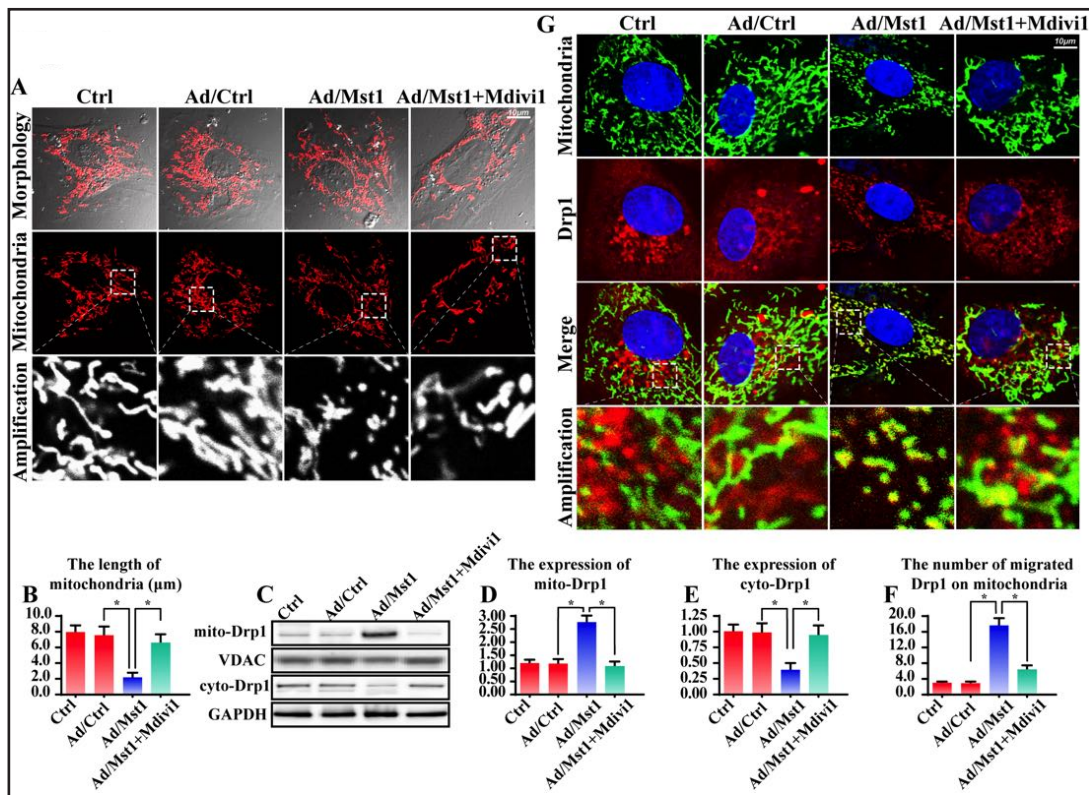 A
Ctrl
Ad/Ctrl
Ad/Mst1
Ad/Mst1+Mdivi1
10μm
Morphology
Mitochondria
Amplification
G
Ctrl
Ad/Ctrl
Ad/Mst1
Ad/Mst1+Mdivi1
10μm
Mitochondria
Drp1
Merge
Amplification
B
The length of
mitochondria (μm)
8.0
6.0
4.0
2.0
*
*
Ctrl
Ad/Ctrl
Ad/Mst1
Ad/Mst1+Mdivi1
C
Ctrl
Ad/Ctrl
Ad/Mst1
Ad/Mst1+Mdivi1
mito-Drp1
VDAC
cyto-Drp1
GAPDH
D
The expression of
mito-Drp1
3.00
2.50
2.00
1.50
1.00
0.50
0.00
*
*
Ctrl
Ad/Ctrl
Ad/Mst1
Ad/Mst1+Mdivi1
E
The expression of
cyto-Drp1
1.25
1.00
0.75
0.50
0.25
0.00
*
*
Ctrl
Ad/Ctrl
Ad/Mst1
Ad/Mst1+Mdivi1
F
The number of migrated
Drp1 on mitochondria
20.0
16.0
12.0
8.0
4.0
0.0
*
*
Ctrl
Ad/Ctrl
Ad/Mst1
Ad/Mst1+Mdivi1